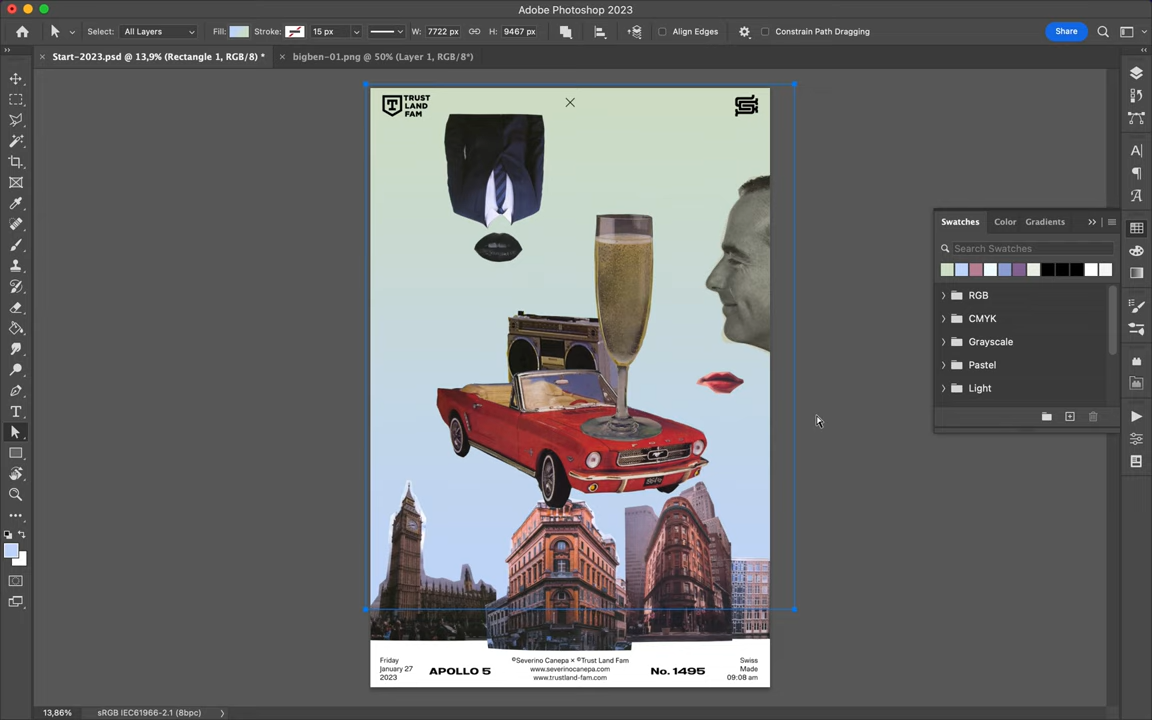 Adobe Photoshop 2023
Select: All Layers Fill: Stroke: 15 px W: 7722 px H: 9467 px Align Edges Constrain Path Dragging Share
Start-2023.psd @ 13,9% (Rectangle 1, RGB/8) * bigben-01.png @ 50% (Layer 1, RGB/8*)
TRUST
LAND
FAM
Swatches Color Gradients
Search Swatches
RGB
CMYK
Grayscale
Pastel
Light
Friday
January 27
2023
APOLLO 5
©Severino Canepa × ©Trust Land Fam
www.severinocanepa.com
www.trustland-fam.com
No. 1495
Swiss
Made
09:08 am
13,86% sRGB IEC61966-2.1 (8bpc)